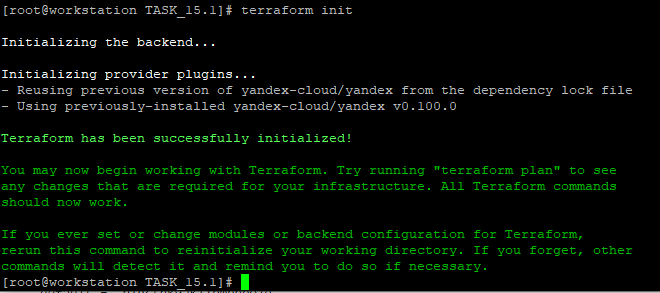 [root@workstation TASK_15.1]# terraform init
Initializing the backend...
Initializing provider plugins...
- Reusing previous version of yandex-cloud/yandex from the dependency lock file
- Using previously-installed yandex-cloud/yandex v0.100.0
Terraform has been successfully initialized!
You may now begin working with Terraform. Try running "terraform plan" to see
any changes that are required for your infrastructure. All Terraform commands
should now work.
If you ever set or change modules or backend configuration for Terraform,
rerun this command to reinitialize your working directory. If you forget, other
commands will detect it and remind you to do so if necessary.
[root@workstation TASK_15.1]#